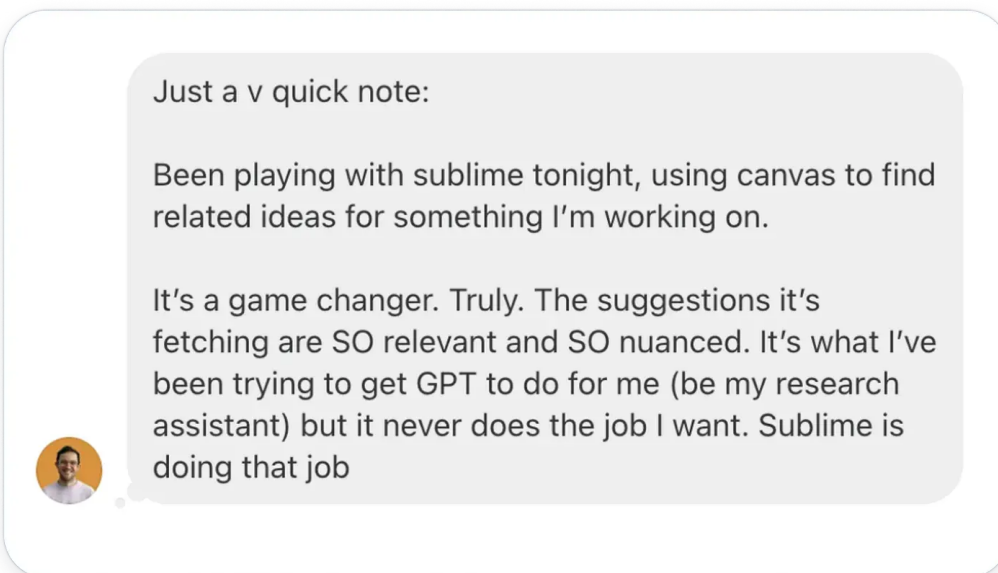 Just a v quick note:
Been playing with sublime tonight, using canvas to find
related ideas for something I’m working on.
It’s a game changer. Truly. The suggestions it’s
fetching are SO relevant and SO nuanced. It’s what I’ve
been trying to get GPT to do for me (be my research
assistant) but it never does the job I want. Sublime is
doing that job